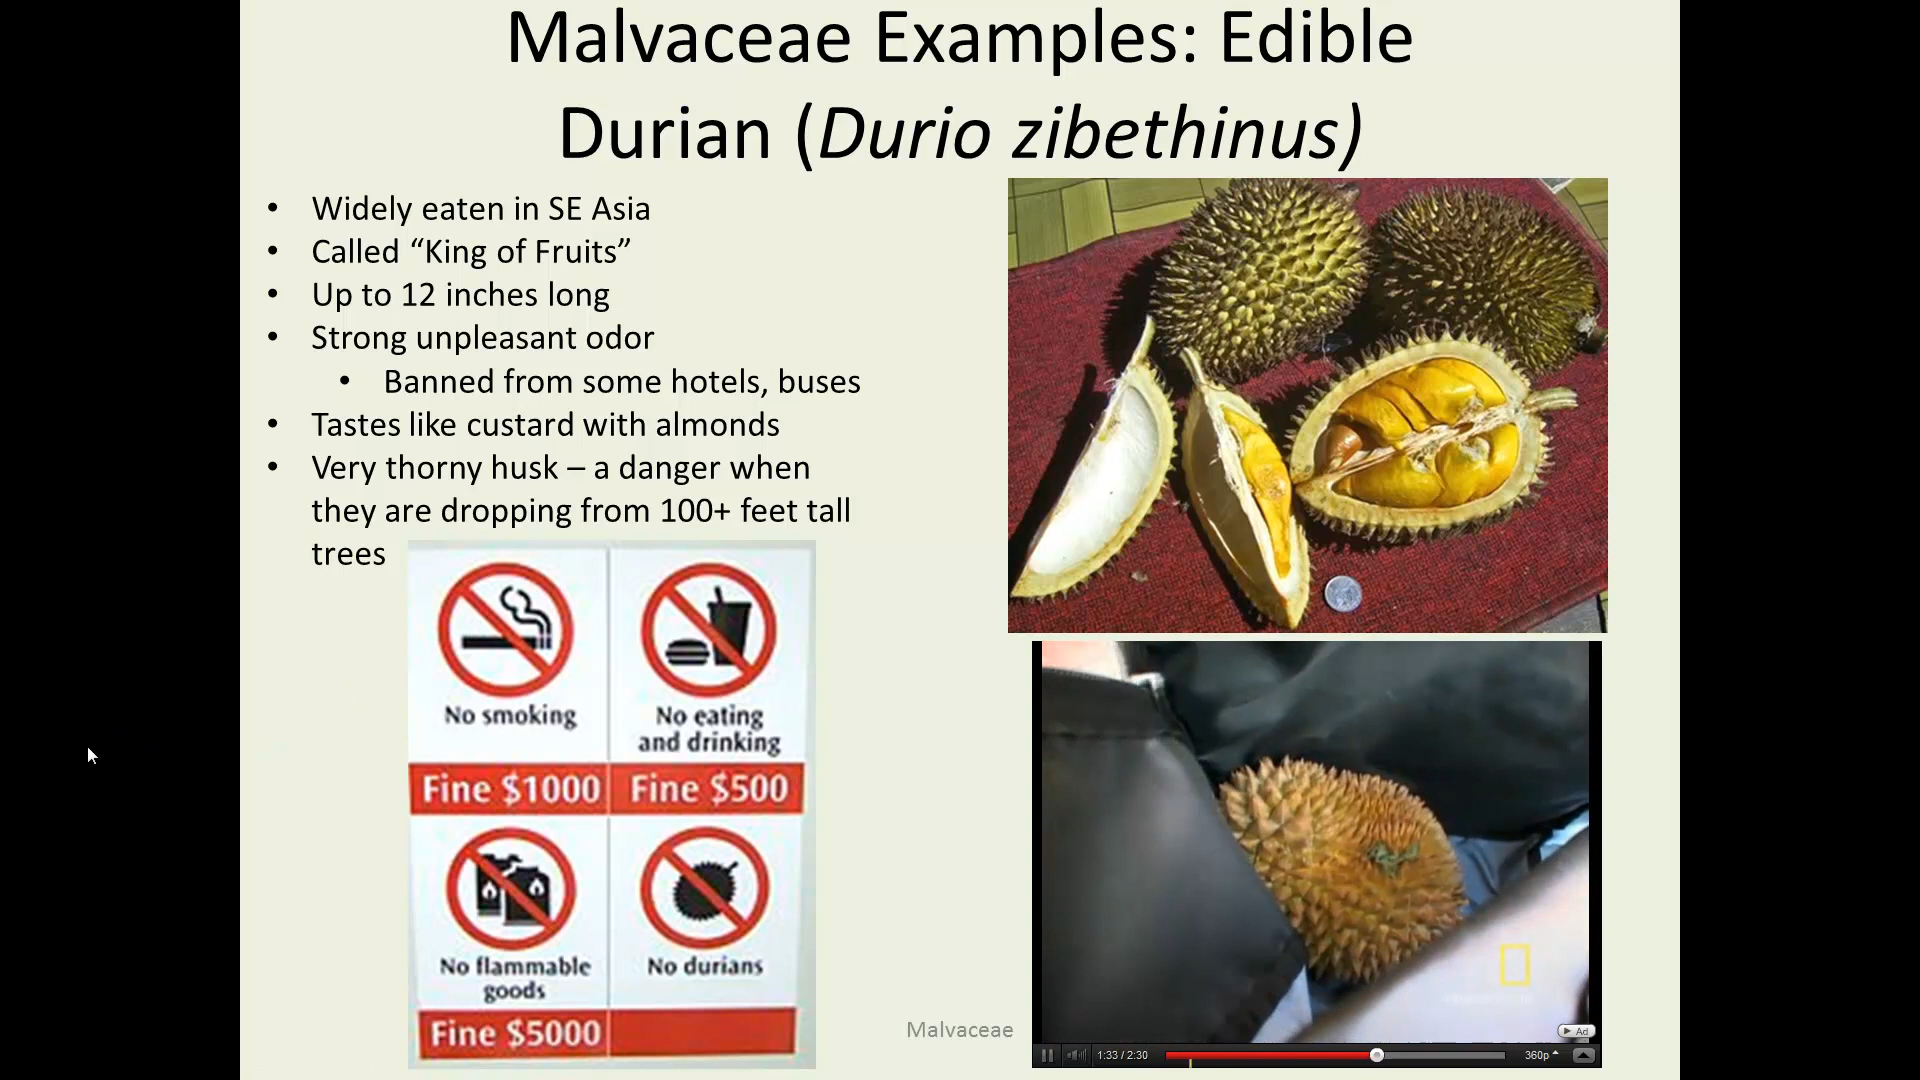 Malvaceae Examples: Edible
Durian (Durio zibethinus)
• Widely eaten in SE Asia
• Called “King of Fruits”
• Up to 12 inches long
• Strong unpleasant odor
• Banned from some hotels, buses
• Tastes like custard with almonds
• Very thorny husk – a danger when
they are dropping from 100+ feet tall
trees
No smoking
No eating
and drinking
Fine $1000
Fine $500
No flammable
goods
No durians
Fine $5000
Malvaceae
Ad
1:33 / 2:30
360p